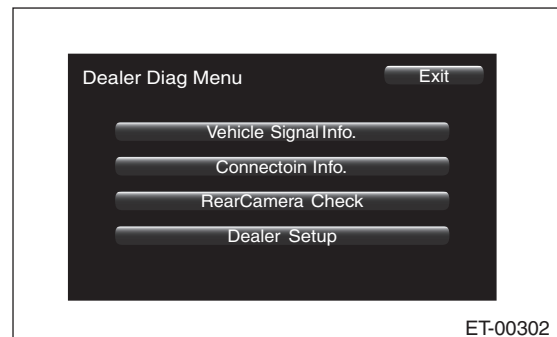 Dealer Diag Menu
Exit
Vehicle Signal Info.
Connectoin Info.
RearCamera Check
Dealer Setup
ET-00302